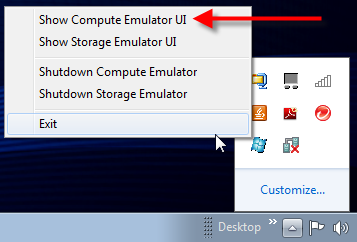 Show Compute Emulator UI
Show Storage Emulator UI
Shutdown Compute Emulator
Shutdown Storage Emulator
Exit
Customize...
Desktop »